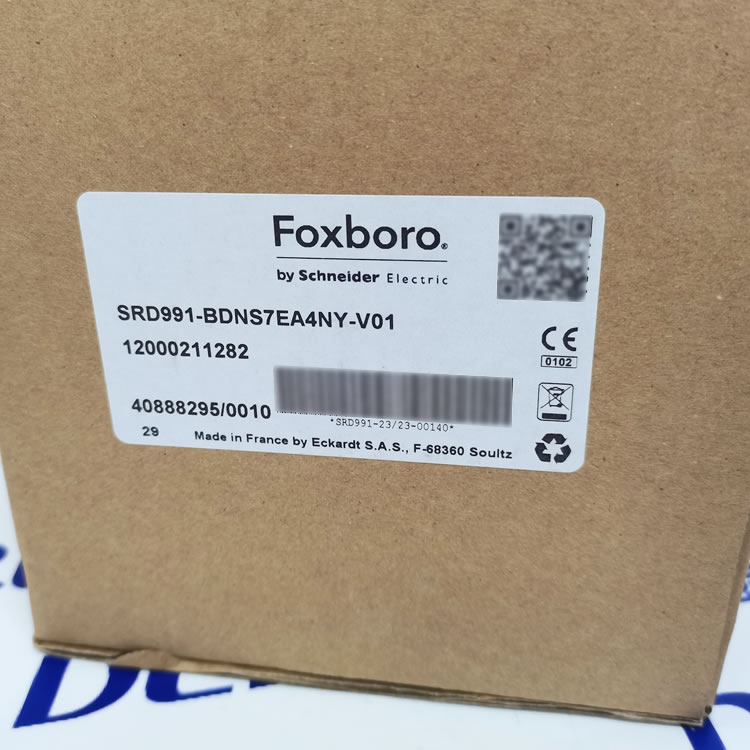 Foxboro®
by Schneider Electric
SRD991-BDNS7EA4NY-V01
12000211282
CE
0102
40888295/0010
*SRD991-23/23-00140*
29
Made in France by Eckardt S.A.S., F-68360 Soultz